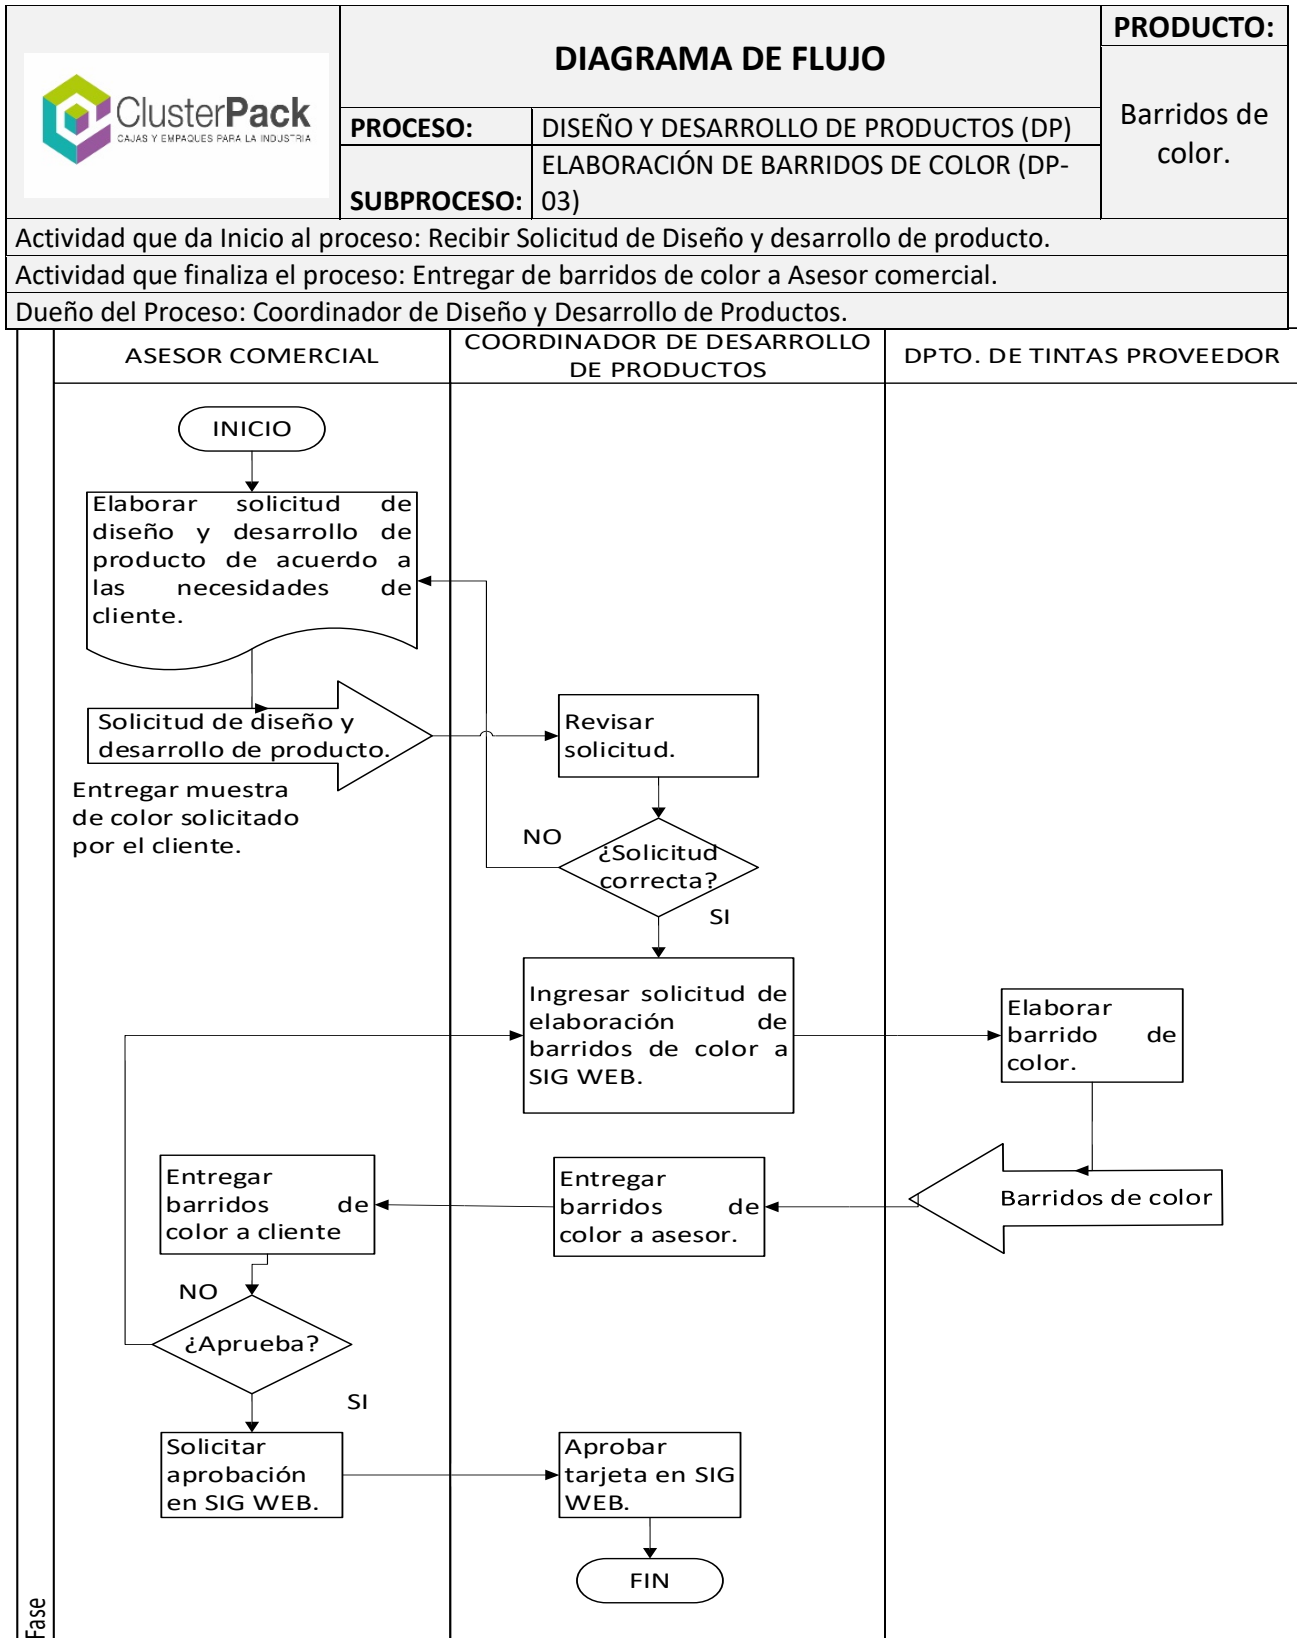 ClusterPack
CAJAS Y EMPAQUES PARA LA INDUSTRIA
DIAGRAMA DE FLUJO
PRODUCTO:
Barridos de
color.
PROCESO:
DISEÑO Y DESARROLLO DE PRODUCTOS (DP)
SUBPROCESO:
ELABORACIÓN DE BARRIDOS DE COLOR (DP-
03)
Actividad que da Inicio al proceso: Recibir Solicitud de Diseño y desarrollo de producto.
Actividad que finaliza el proceso: Entregar de barridos de color a Asesor comercial.
Dueño del Proceso: Coordinador de Diseño y Desarrollo de Productos.
ASESOR COMERCIAL
COORDINADOR DE DESARROLLO
DE PRODUCTOS
DPTO. DE TINTAS PROVEEDOR
INICIO
Elaborar solicitud de
diseño y desarrollo de
producto de acuerdo a
las necesidades de
cliente.
Solicitud de diseño y
desarrollo de producto.
Entregar muestra
de color solicitado
por el cliente.
Revisar
solicitud.
NO
¿Solicitud
correcta?
SI
Ingresar solicitud de
elaboración de
barridos de color a
SIG WEB.
Elaborar
barrido de
color.
Barridos de color
Entregar
barridos de
color a asesor.
Entregar
barridos de
color a cliente
NO
¿Aprueba?
SI
Solicitar
aprobación
en SIG WEB.
Aprobar
tarjeta en SIG
WEB.
FIN
Fase